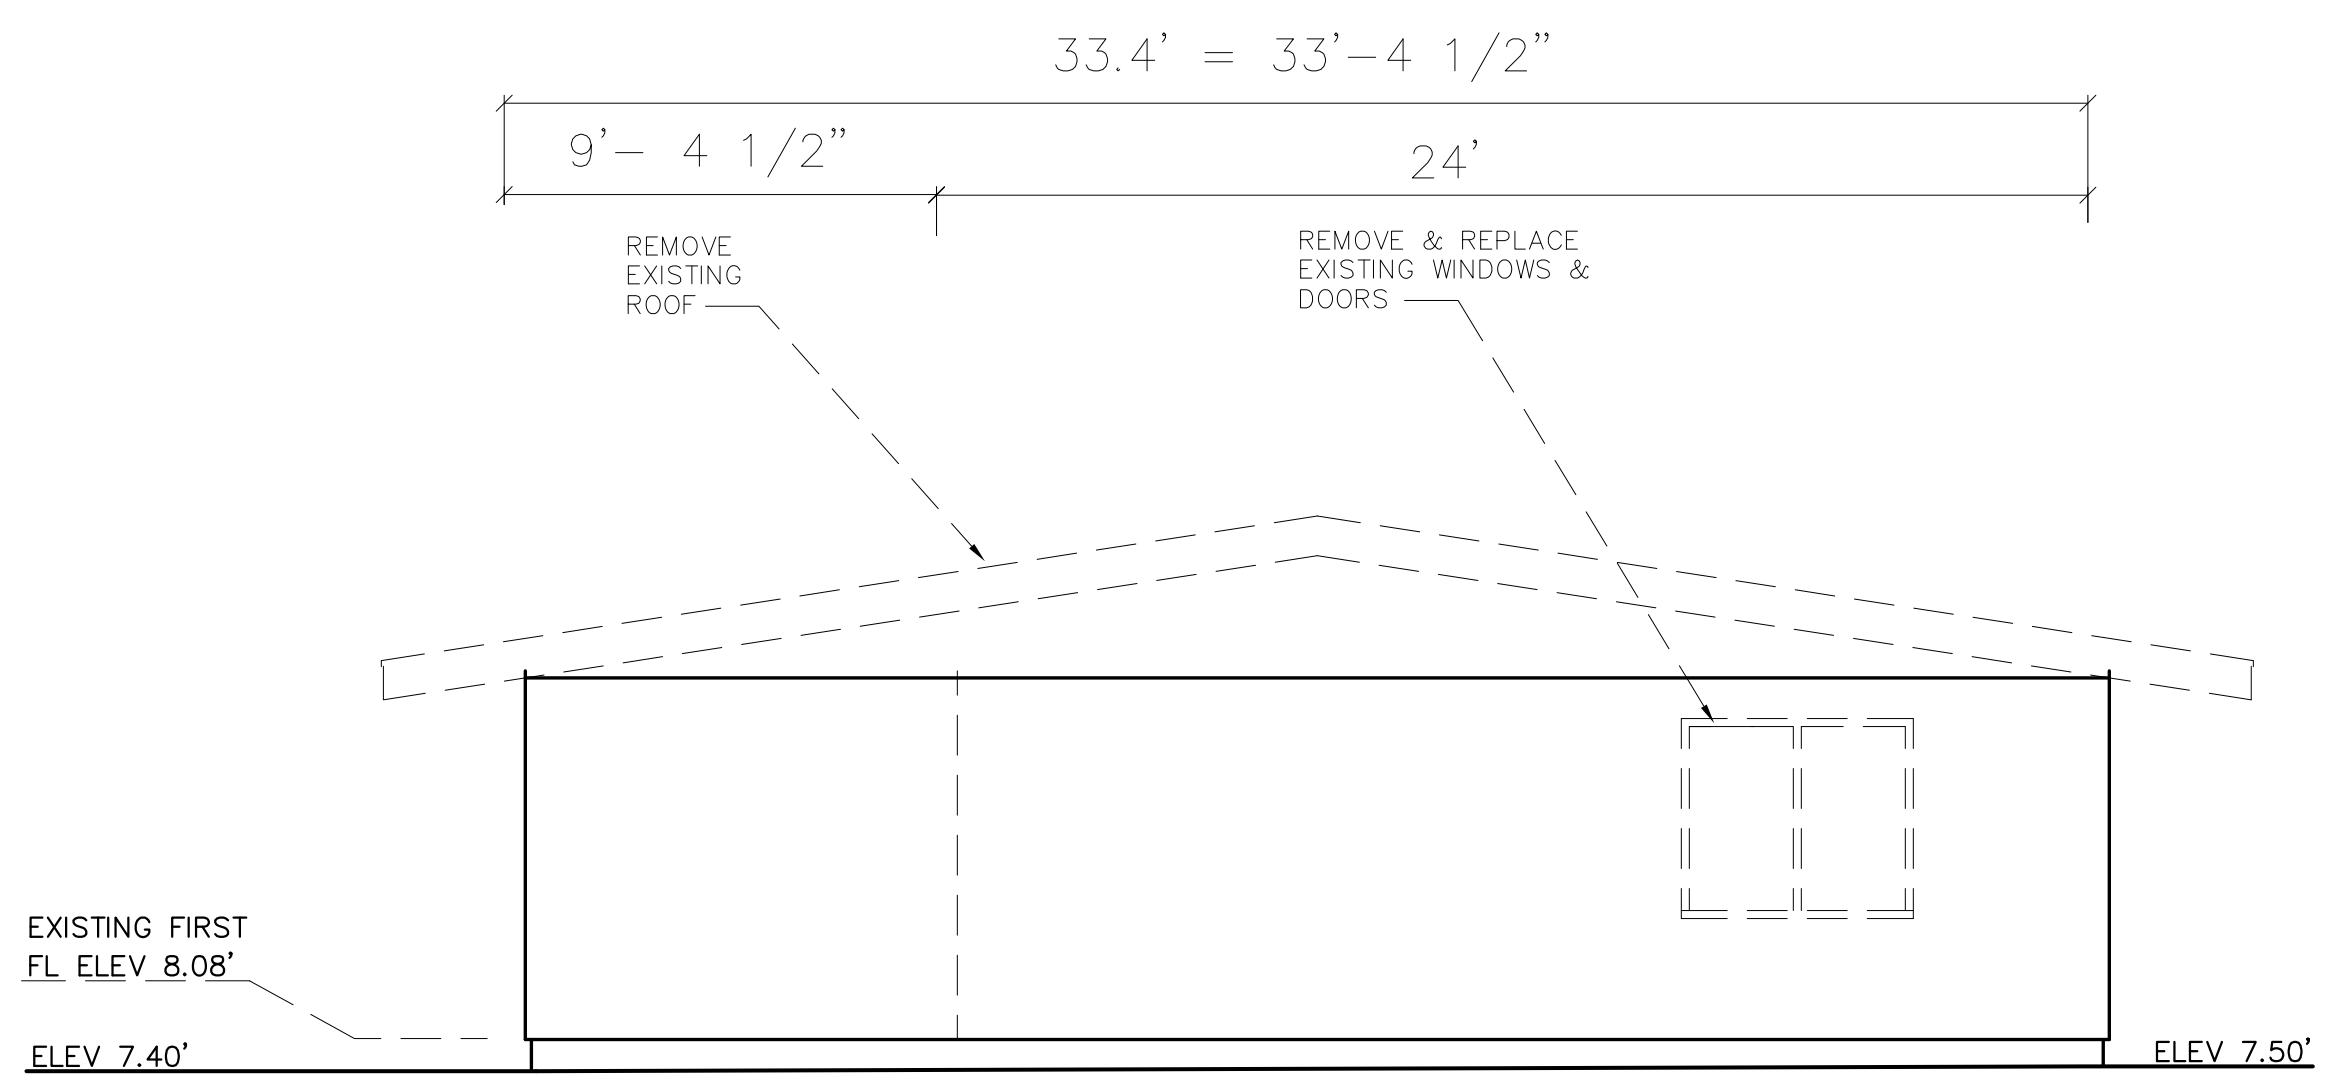 33.4' = 33'-4 1/2"
9'- 4 1/2"
24'
REMOVE
EXISTING
ROOF
REMOVE & REPLACE
EXISTING WINDOWS &
DOORS
EXISTING FIRST
FL ELEV 8.08'
ELEV 7.40'
ELEV 7.50'